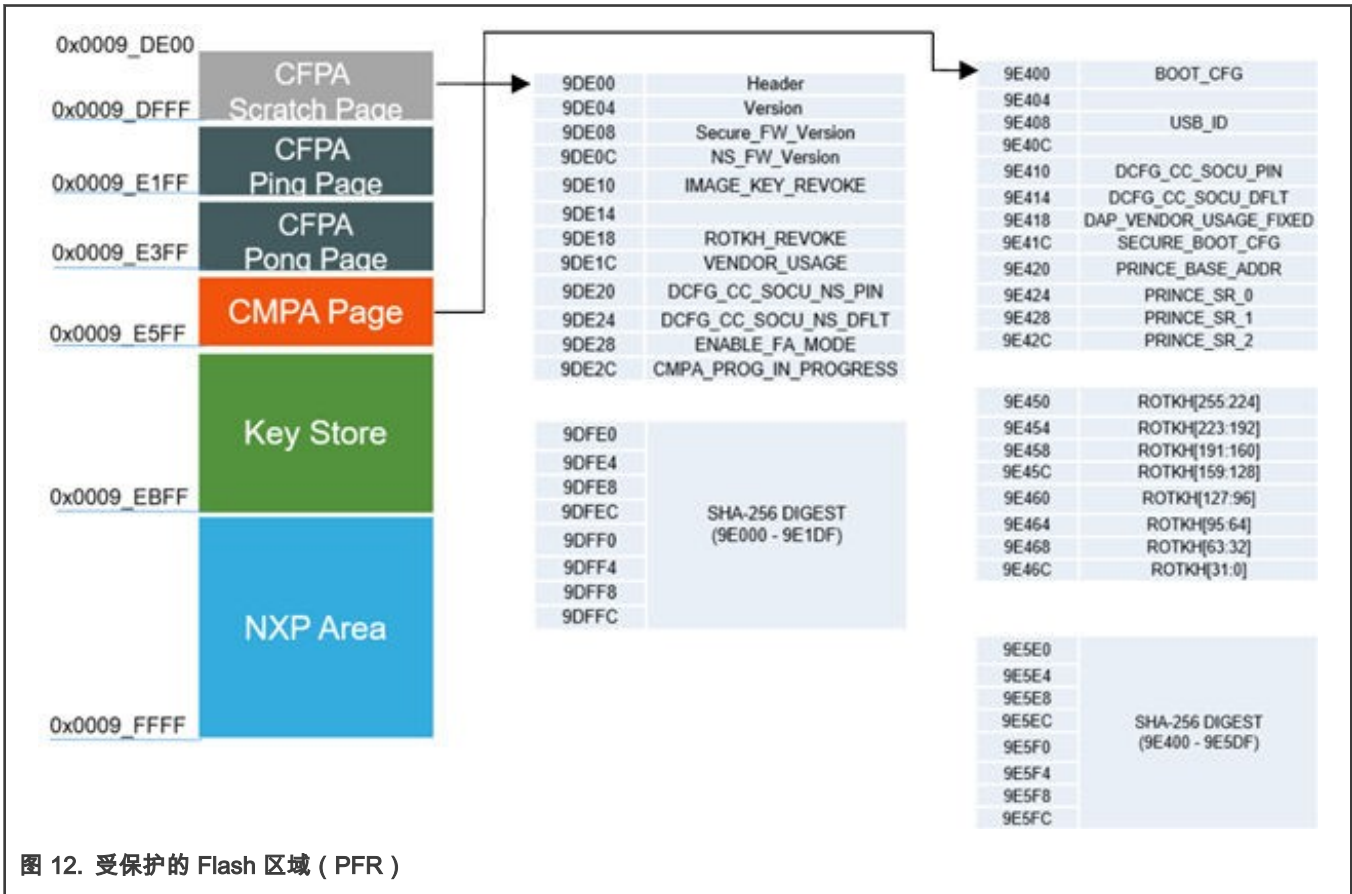 0x0009_DE00
CFPA
Scratch Page
0x0009_DFFF
CFPA
Ping Page
0x0009_E1FF
CFPA
Pong Page
0x0009_E3FF
CMPA Page
0x0009_E5FF
Key Store
0x0009_EBFF
NXP Area
0x0009_FFFF
9DE00 Header
9DE04 Version
9DE08 Secure_FW_Version
9DE0C NS_FW_Version
9DE10 IMAGE_KEY_REVOKE
9DE14
9DE18 ROTKH_REVOKE
9DE1C VENDOR_USAGE
9DE20 DCFG_CC_SOCU_NS_PIN
9DE24 DCFG_CC_SOCU_NS_DFLT
9DE28 ENABLE_FA_MODE
9DE2C CMPA_PROG_IN_PROGRESS
9DFE0
9DFE4
9DFE8
9DFEC
9DFF0
9DFF4
9DFF8
9DFFC
SHA-256 DIGEST
(9E000 - 9E1DF)
9E400 BOOT_CFG
9E404
9E408 USB_ID
9E40C
9E410 DCFG_CC_SOCU_PIN
9E414 DCFG_CC_SOCU_DFLT
9E418 DAP_VENDOR_USAGE_FIXED
9E41C SECURE_BOOT_CFG
9E420 PRINCE_BASE_ADDR
9E424 PRINCE_SR_0
9E428 PRINCE_SR_1
9E42C PRINCE_SR_2
9E450 ROTKH[255:224]
9E454 ROTKH[223:192]
9E458 ROTKH[191:160]
9E45C ROTKH[159:128]
9E460 ROTKH[127:96]
9E464 ROTKH[95:64]
9E468 ROTKH[63:32]
9E46C ROTKH[31:0]
9E5E0
9E5E4
9E5E8
9E5EC
9E5F0
9E5F4
9E5F8
9E5FC
SHA-256 DIGEST
(9E400 - 9E5DF)
图 12. 受保护的 Flash 区域（PFR）